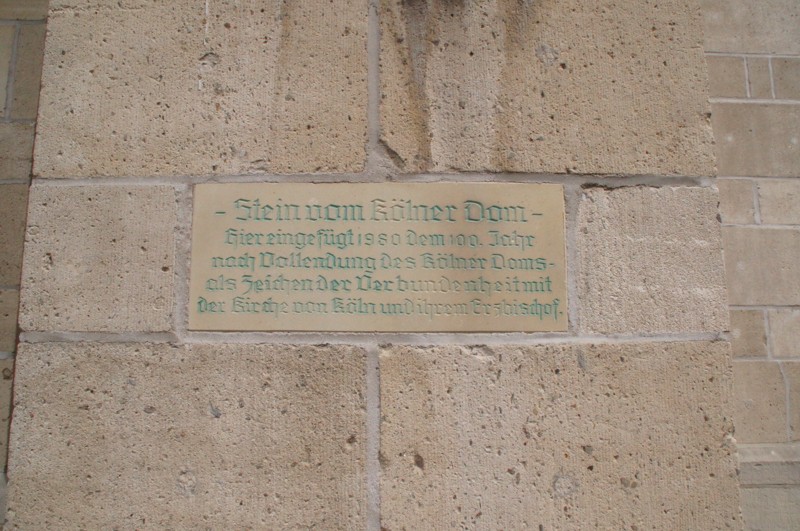 - Stein vom Kölner Dom -
Hier eingefügt 1980 dem 100. Jahr
nach Vollendung des Kölner Doms-
als Zeichen der Verbundenheit mit
der Kirche von Köln und ihrem Erzbischof.